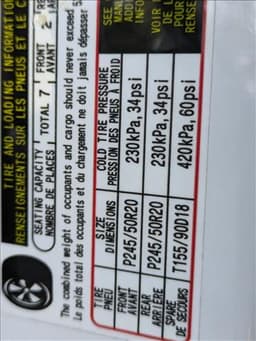 TIRE AND LOADING INFORMATION
RENSEIGNEMENTS SUR LES PNEUS ET LE C
SEATING CAPACITY TOTAL 7 FRONT 2
NOMBRE DE PLACES AVANT
The combined weight of occupants and cargo should never exceed
Le poids total des occupants et du chargement ne doit jamais dépasser
TIRE SIZE COLD TIRE PRESSURE
PNEU DIMENSIONS PRESSION DES PNEUS À FROID
FRONT P245/50R20 230kPa, 34psi
AVANT
REAR P245/50R20 230kPa, 34psi
ARRIÈRE
SPARE T155/90D18 420kPa, 60psi
DE SECOURS
SEE
VOIR